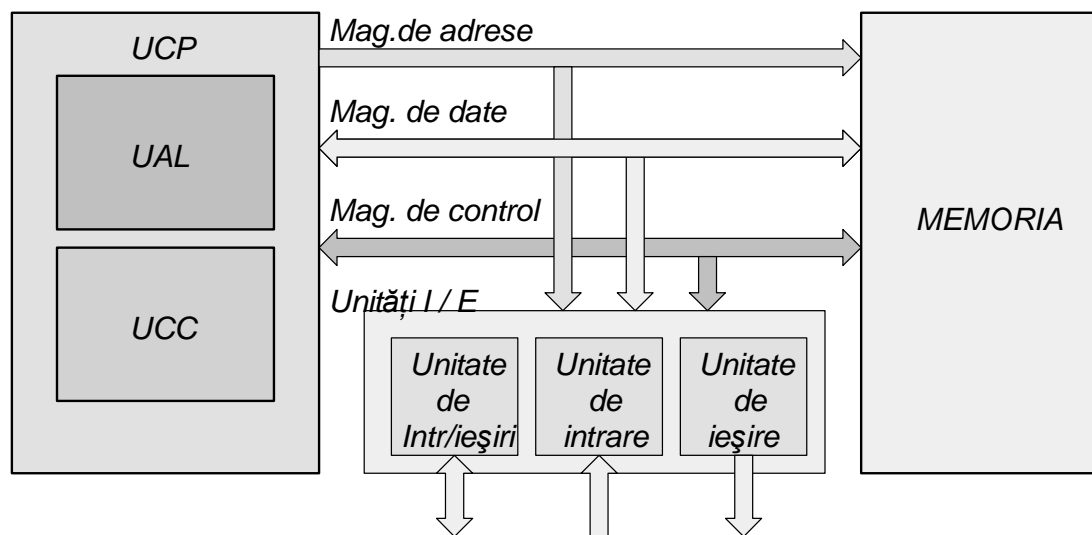 UCP
UAL
UCC
Mag.de adrese
Mag. de date
Mag. de control
Unități I / E
MEMORIA
Unitate
de
Intr/ieşiri
Unitate
de
intrare
Unitate
de
ieşire